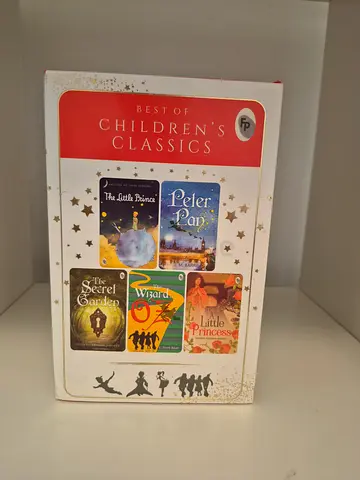 BEST OF
CHILDREN'S
CLASSICS
FP
The Little Prince
Peter
Pan
The
Secret
Garden
The
Wizard
OZ
A
Little
Princess